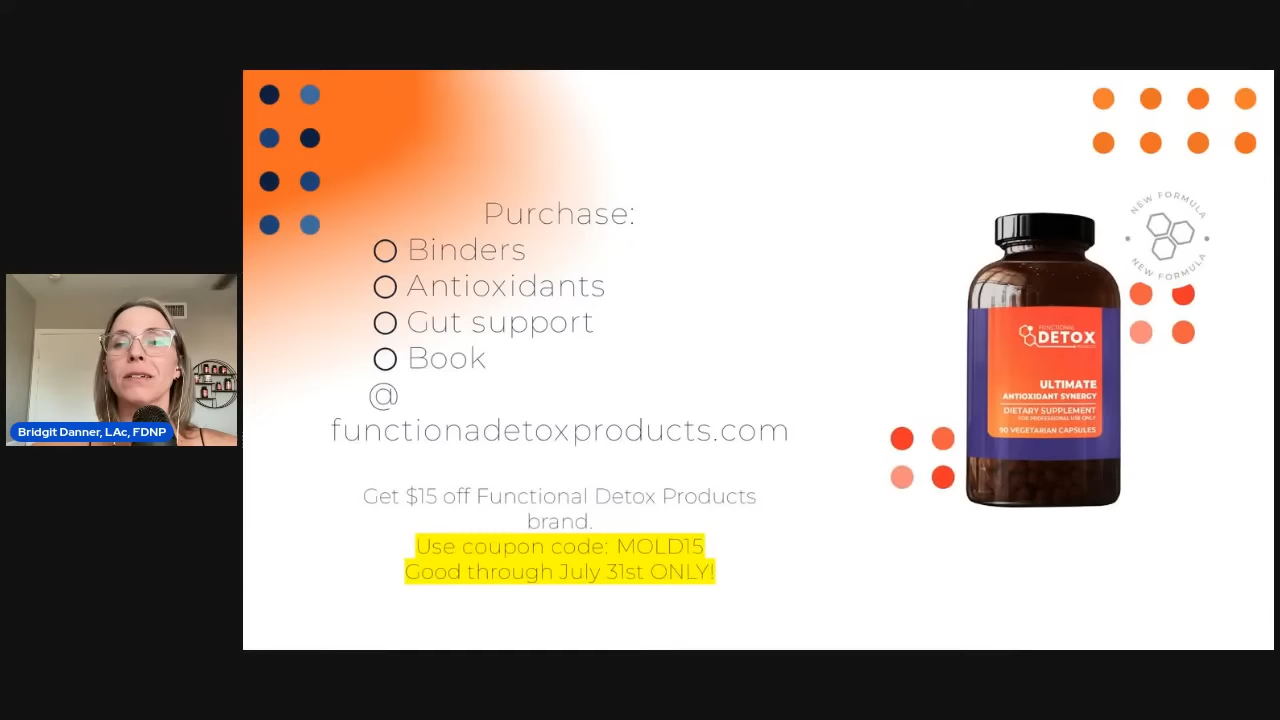 Purchase:
Binders
Antioxidants
Gut support
Book
@
functionadetoxproducts.com
Get $15 off Functional Detox Products
brand.
Use coupon code: MOLD15
Good through July 31st ONLY!
NEW FORMULA
NEW FORMULA
FUNCTIONAL
DETOX
ULTIMATE
ANTIOXIDANT SYNERGY
DIETARY SUPPLEMENT
FOR PROFESSIONAL USE ONLY
90 VEGETARIAN CAPSULES
Bridgit Danner, LAc, FDNP